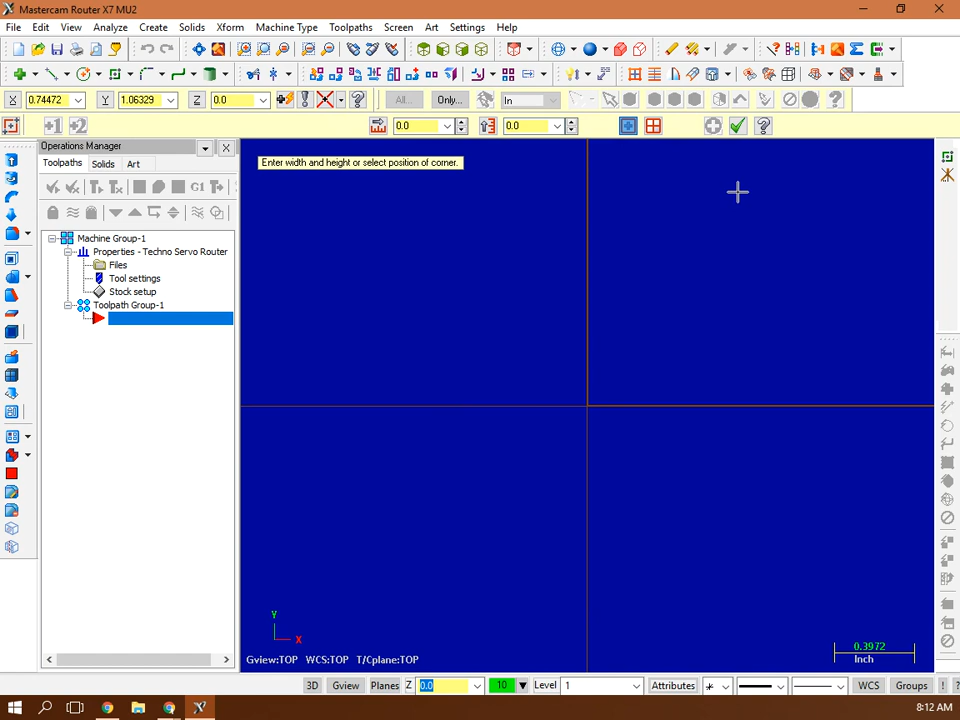 Mastercam Router X7 MU2
File Edit View Analyze Create Solids Xform Machine Type Toolpaths Screen Art Settings Help
X 0.74472 Y 1.06329 Z 0.0 All... Only... In
+1 +2 0.0 0.0
Operations Manager
Toolpaths Solids Art
G1
Machine Group-1
Properties - Techno Servo Router
Files
Tool settings
Stock setup
Toolpath Group-1
Enter width and height or select position of corner.
Y
X
Gview:TOP WCS:TOP T/Cplane:TOP
0.3972
Inch
3D Gview Planes Z 0.0 10 Level 1 Attributes WCS Groups ! ?
8:12 AM